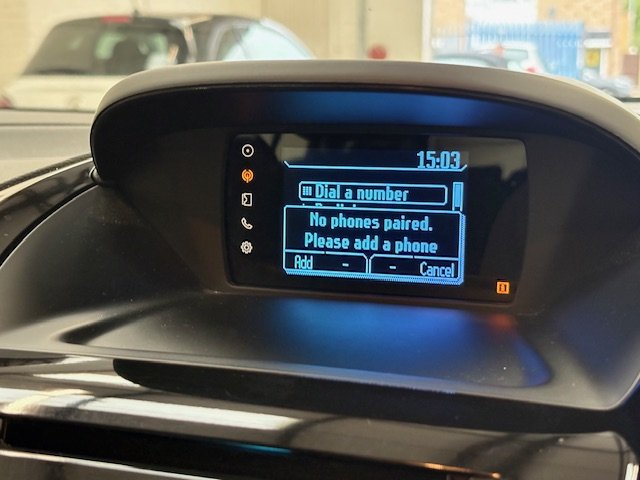 15:03
Dial a number
No phones paired.
Please add a phone
Add - - Cancel